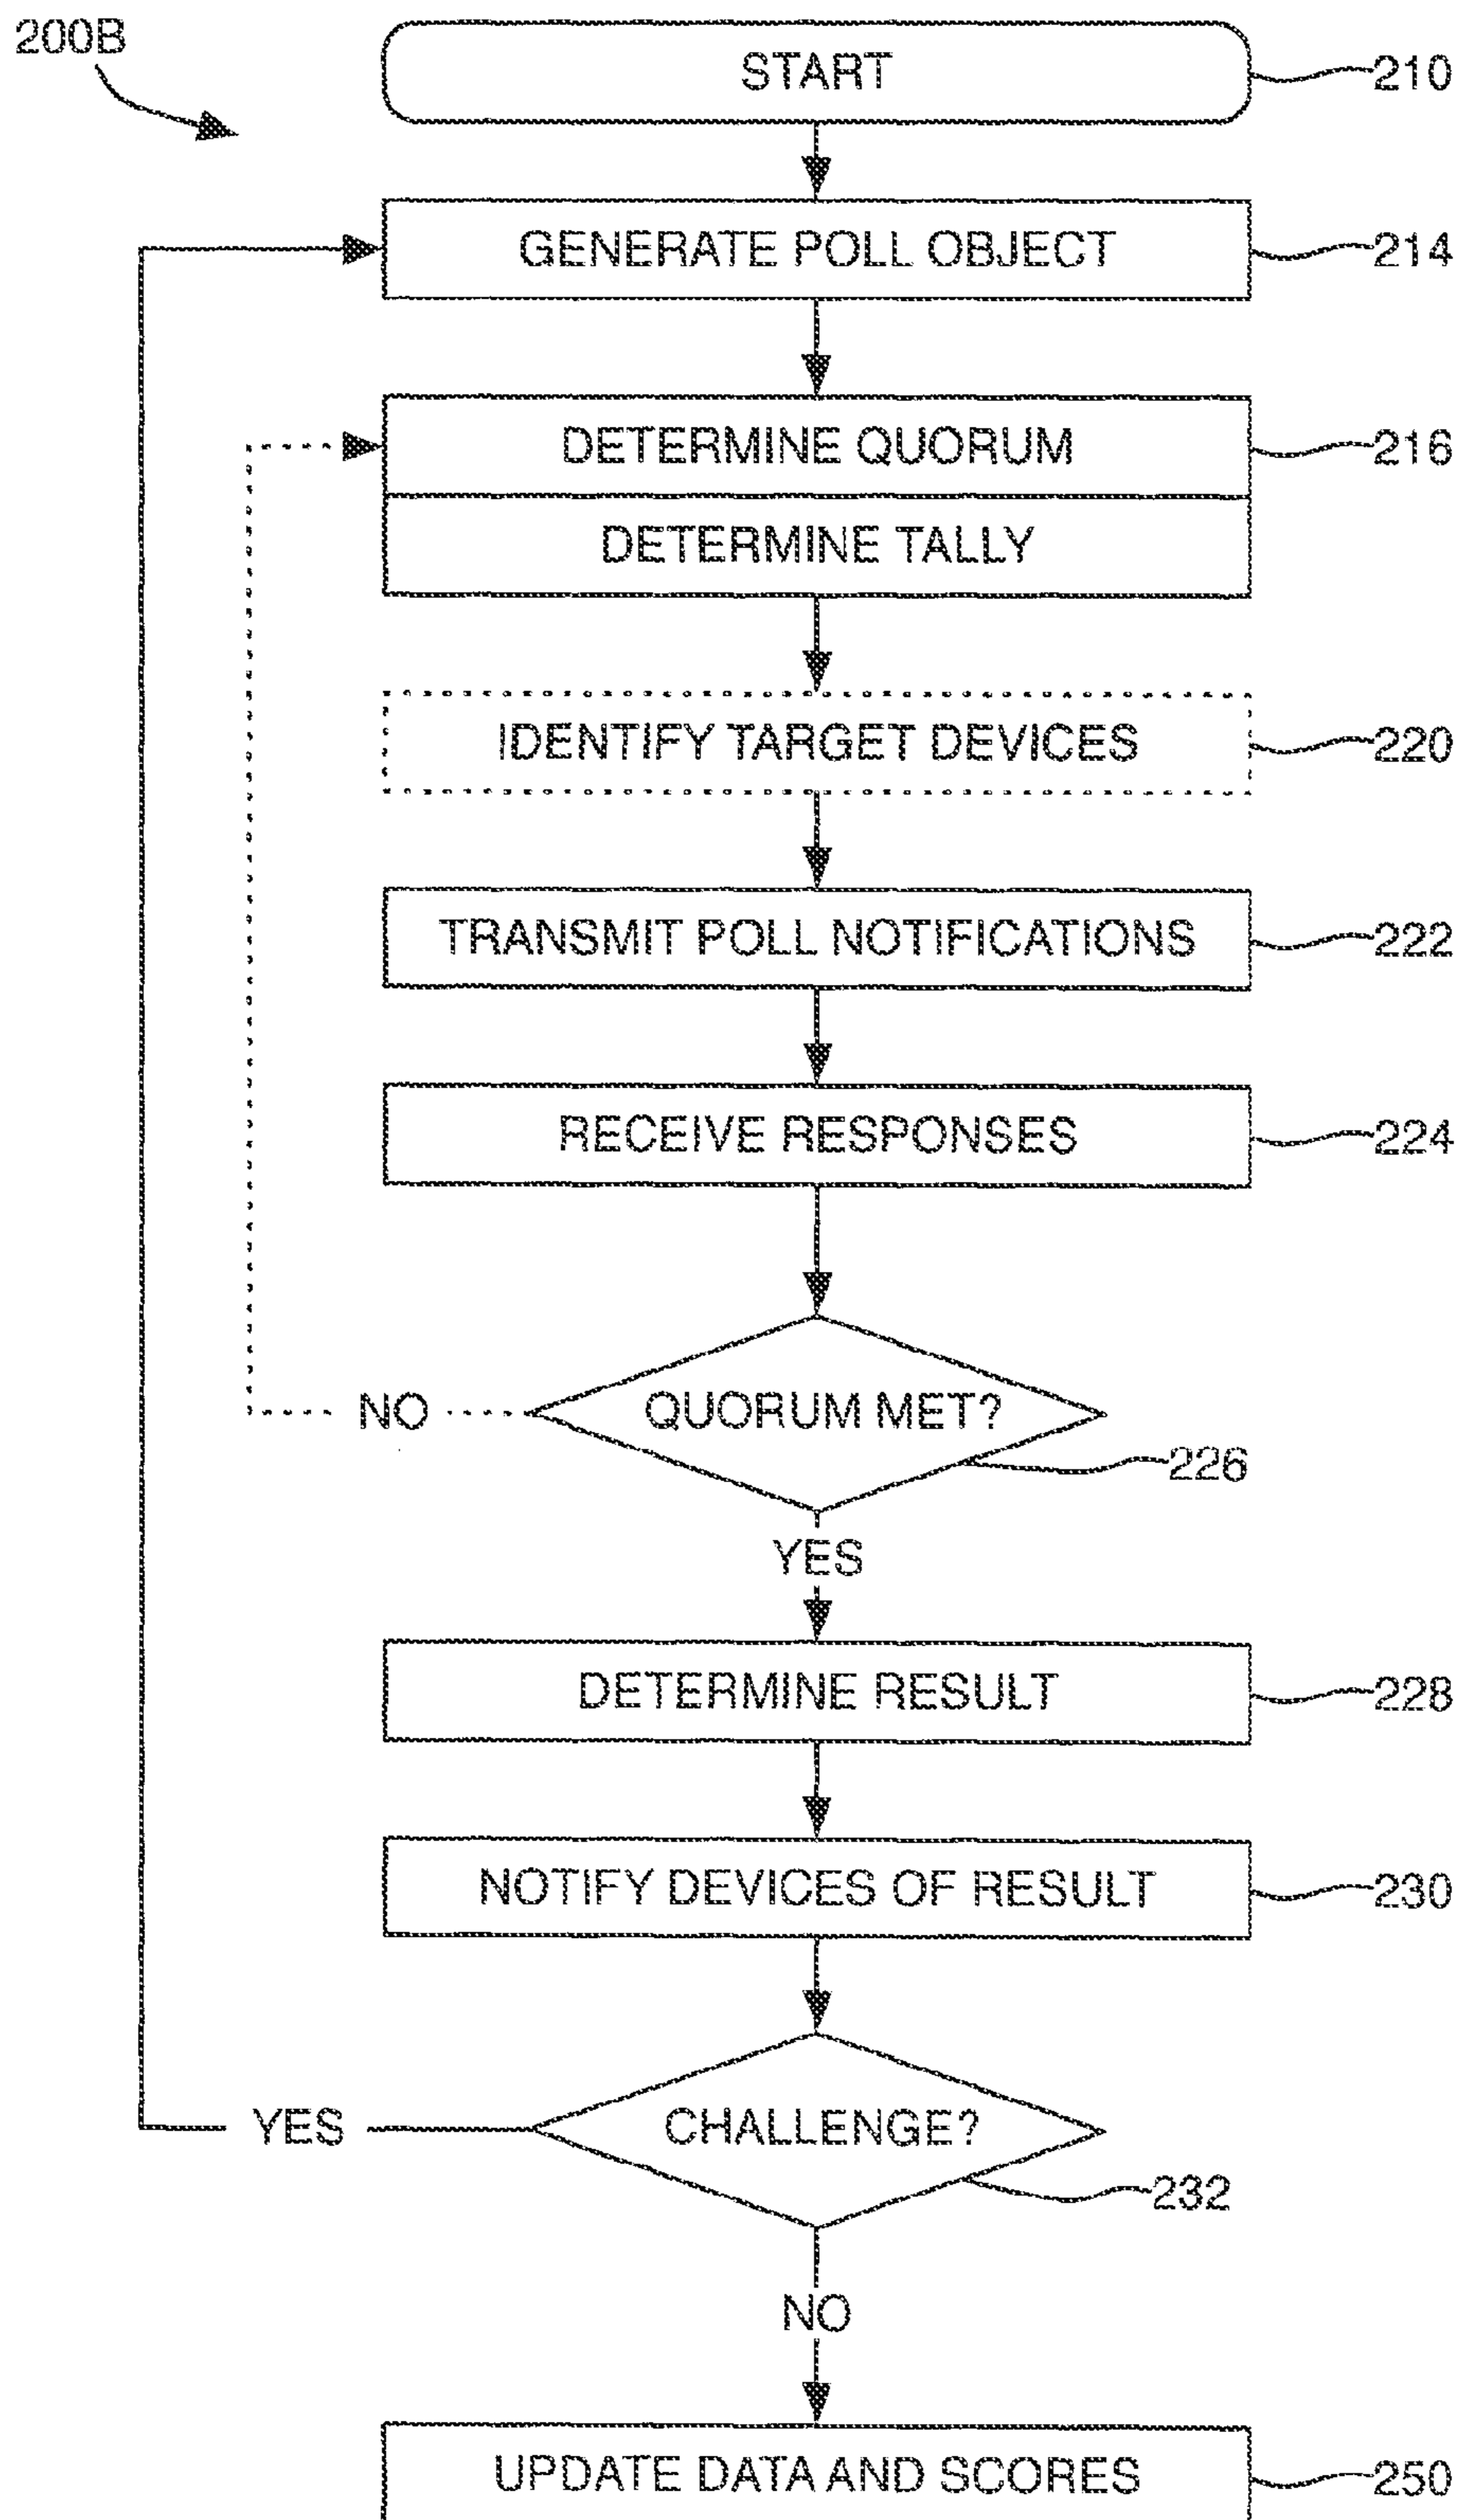 200B
START
210
GENERATE POLL OBJECT
214
DETERMINE QUORUM
216
DETERMINE TALLY
IDENTIFY TARGET DEVICES
220
TRANSMIT POLL NOTIFICATIONS
222
RECEIVE RESPONSES
224
NO
QUORUM MET?
226
YES
DETERMINE RESULT
228
NOTIFY DEVICES OF RESULT
230
YES
CHALLENGE?
232
NO
UPDATE DATA AND SCORES
250